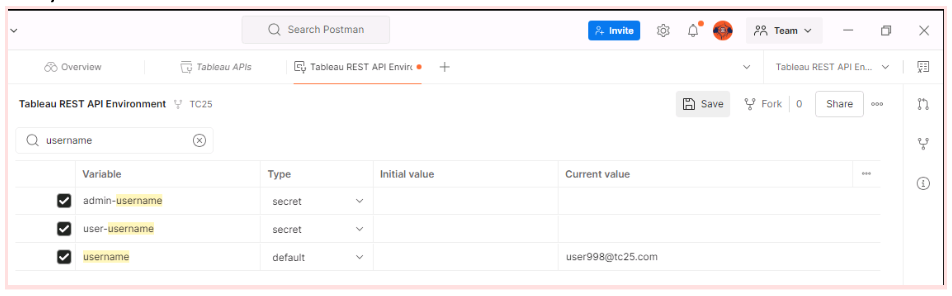 Search Postman
Invite
Team
Overview
Tableau APIs
Tableau REST API Enviro
Tableau REST API En...
Tableau REST API Environment TC25
Save
Fork 0
Share
username
Variable Type Initial value Current value
admin-username secret
user-username secret
username default user998@tc25.com